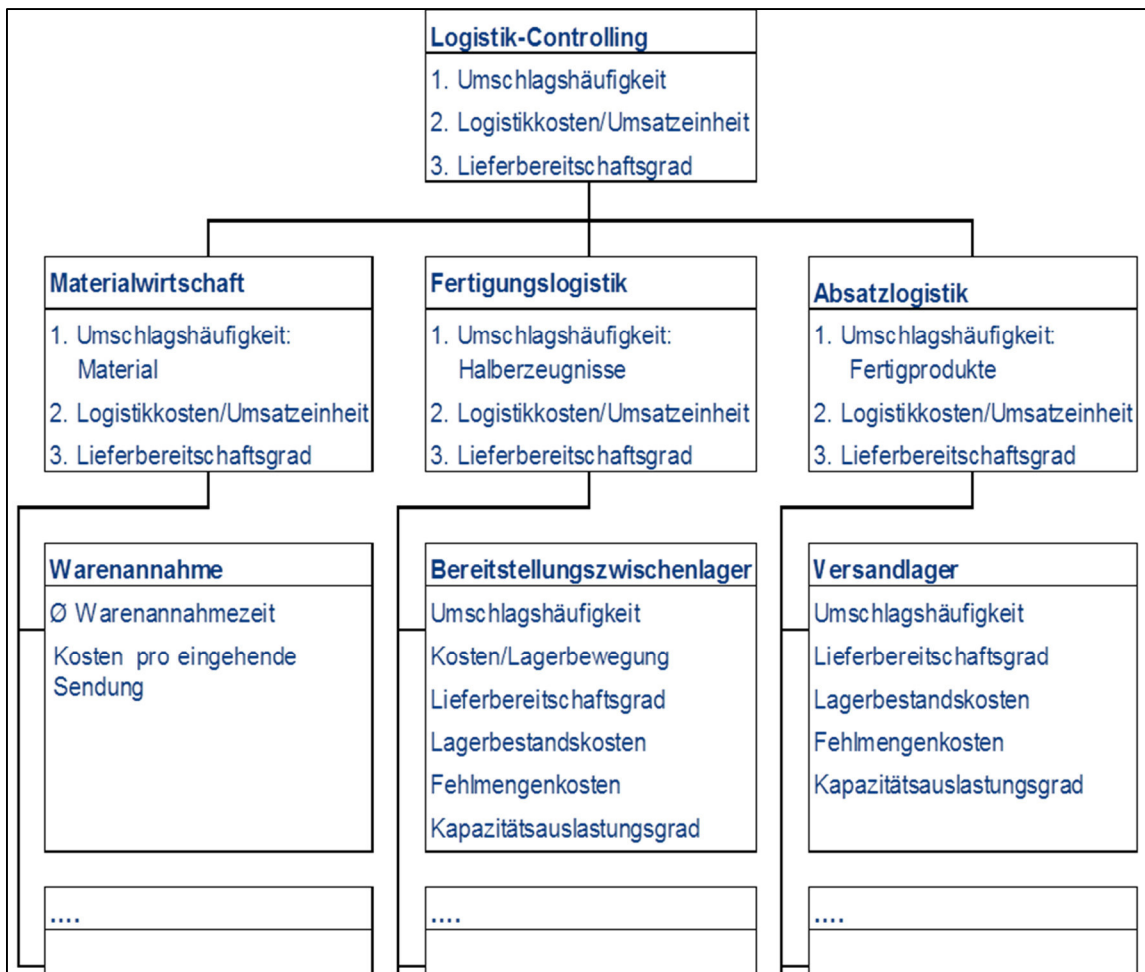 Logistik-Controlling
1. Umschlagshäufigkeit
2. Logistikkosten/Umsatzeinheit
3. Lieferbereitschaftsgrad
Materialwirtschaft
1. Umschlagshäufigkeit:
Material
2. Logistikkosten/Umsatzeinheit
3. Lieferbereitschaftsgrad
Fertigungslogistik
1. Umschlagshäufigkeit:
Halberzeugnisse
2. Logistikkosten/Umsatzeinheit
3. Lieferbereitschaftsgrad
Absatzlogistik
1. Umschlagshäufigkeit:
Fertigprodukte
2. Logistikkosten/Umsatzeinheit
3. Lieferbereitschaftsgrad
Warenannahme
Ø Warenannahmezeit
Kosten pro eingehende
Sendung
Bereitstellungszwischenlager
Umschlagshäufigkeit
Kosten/Lagerbewegung
Lieferbereitschaftsgrad
Lagerbestandskosten
Fehlmengenkosten
Kapazitätsauslastungsgrad
Versandlager
Umschlagshäufigkeit
Lieferbereitschaftsgrad
Lagerbestandskosten
Fehlmengenkosten
Kapazitätsauslastungsgrad
....
....
....